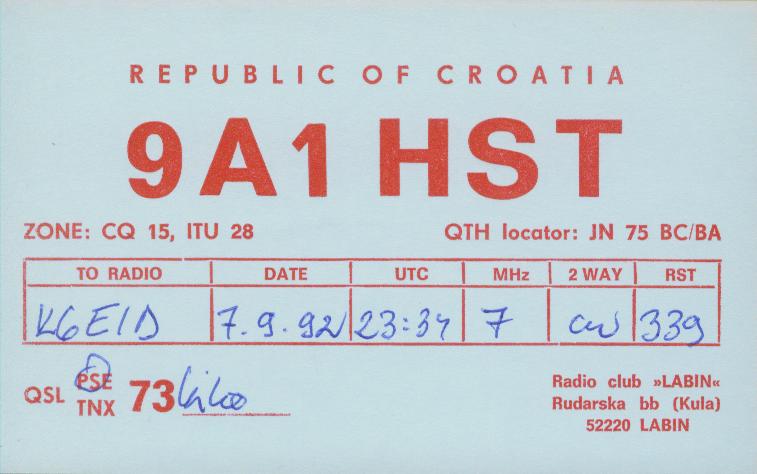 REPUBLIC OF CROATIA
9A1HST
ZONE: CQ 15, ITU 28 QTH locator: JN 75 BC/BA
TO RADIO DATE UTC MHz 2 WAY RST
K6EID 7.9.92 23:34 7 cw 339
QSL PSE TNX 73 Kiko
Radio club »LABIN«
Rudarska bb (Kula)
52220 LABIN